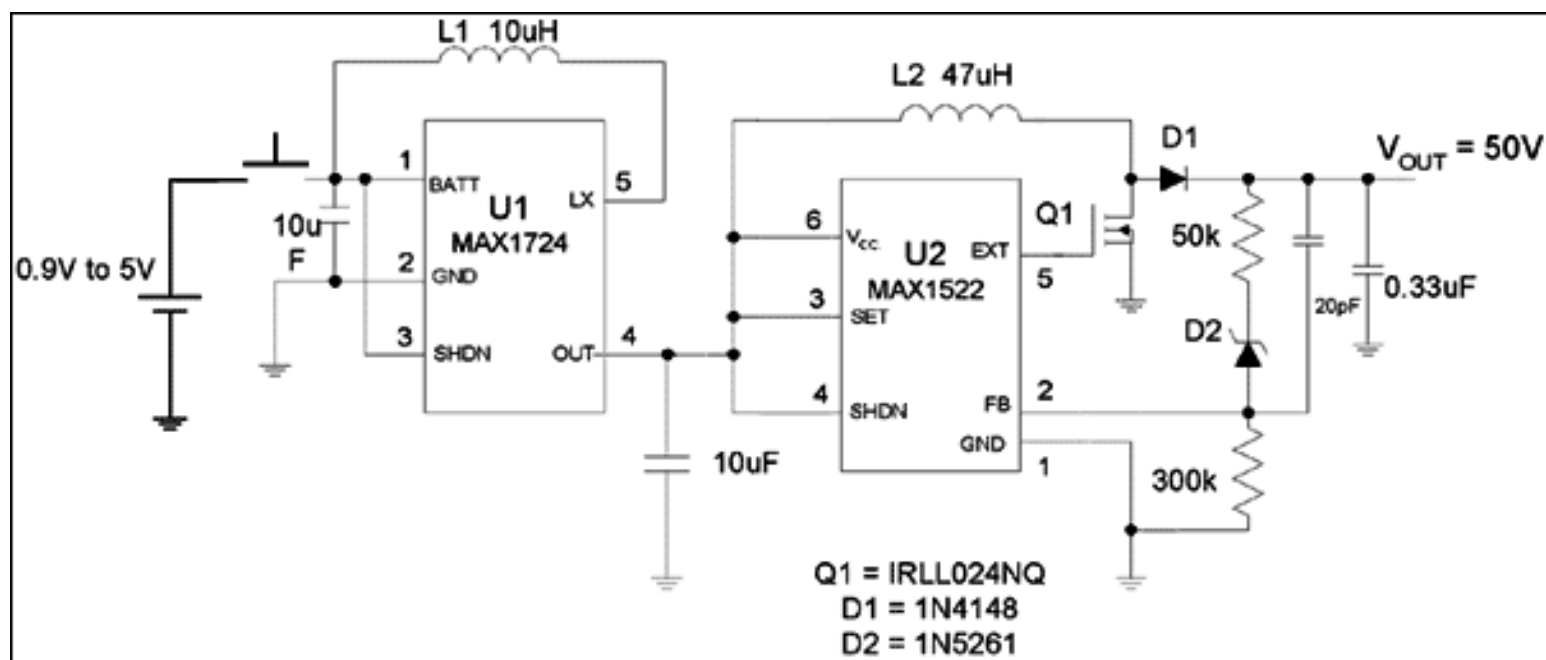 L1 10uH
L2 47uH
D1
VOUT = 50V
1
BATT
5
LX
U1
MAX1724
10u
F
2
GND
0.9V to 5V
3
SHDN
OUT
4
10uF
6
VCC
U2
MAX1522
EXT
5
Q1
3
SET
4
SHDN
FB
2
GND
1
50k
20pF
0.33uF
D2
300k
Q1 = IRLL024NQ
D1 = 1N4148
D2 = 1N5261